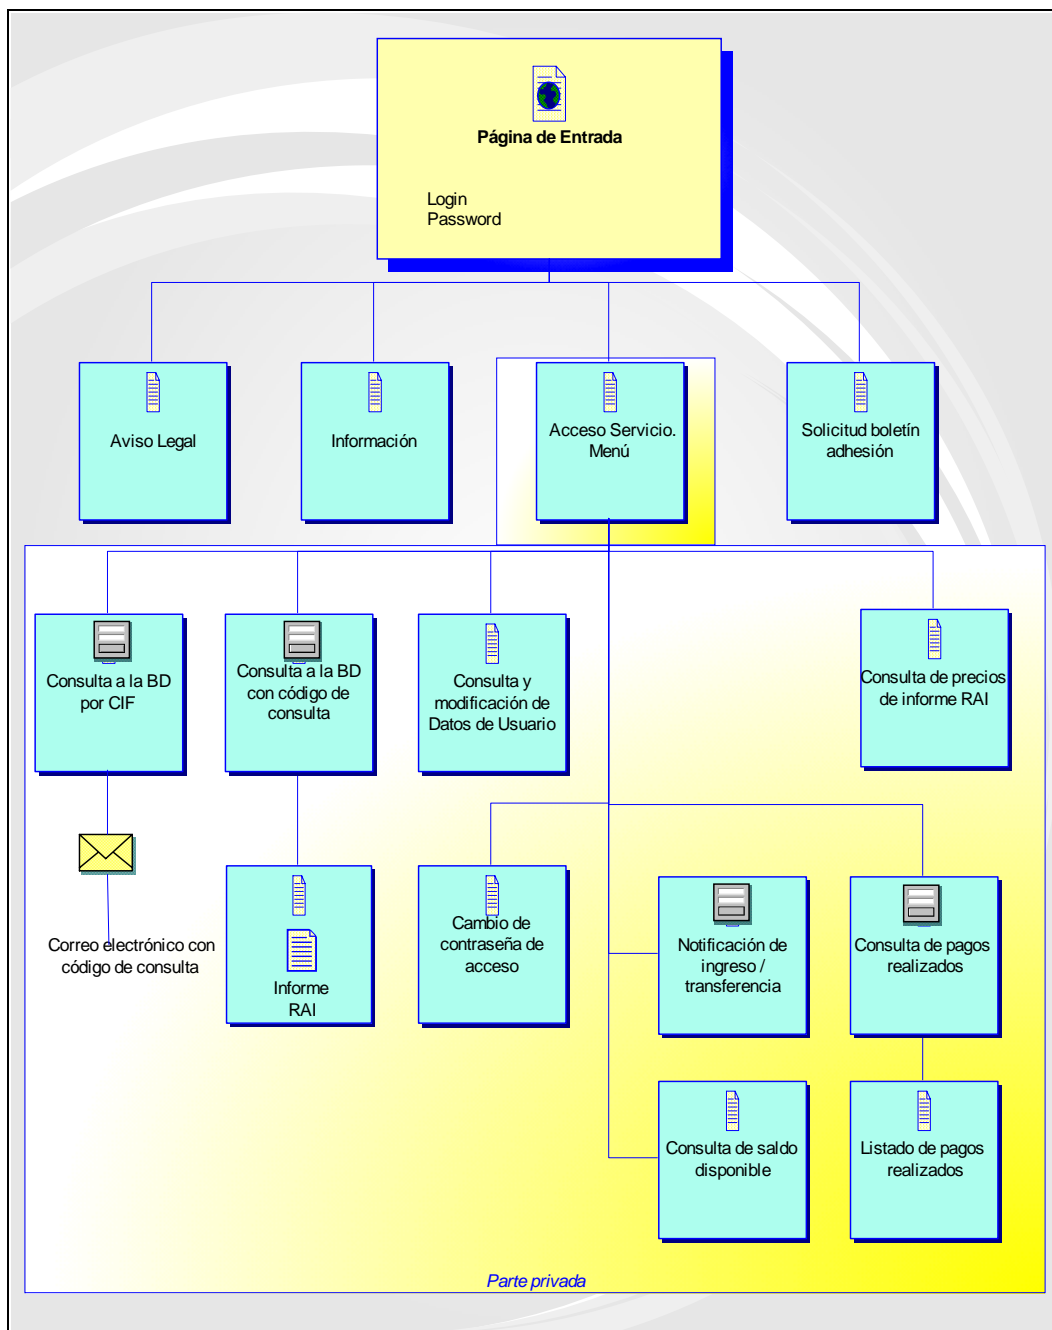 Página de Entrada
Login
Password
Aviso Legal
Información
Acceso Servicio.
Menú
Solicitud boletín
adhesión
Consulta a la BD
por CIF
Consulta a la BD
con código de
consulta
Consulta y
modificación de
Datos de Usuario
Consulta de precios
de informe RAI
Correo electrónico con
código de consulta
Informe
RAI
Cambio de
contraseña de
acceso
Notificación de
ingreso /
transferencia
Consulta de pagos
realizados
Consulta de saldo
disponible
Listado de pagos
realizados
Parte privada